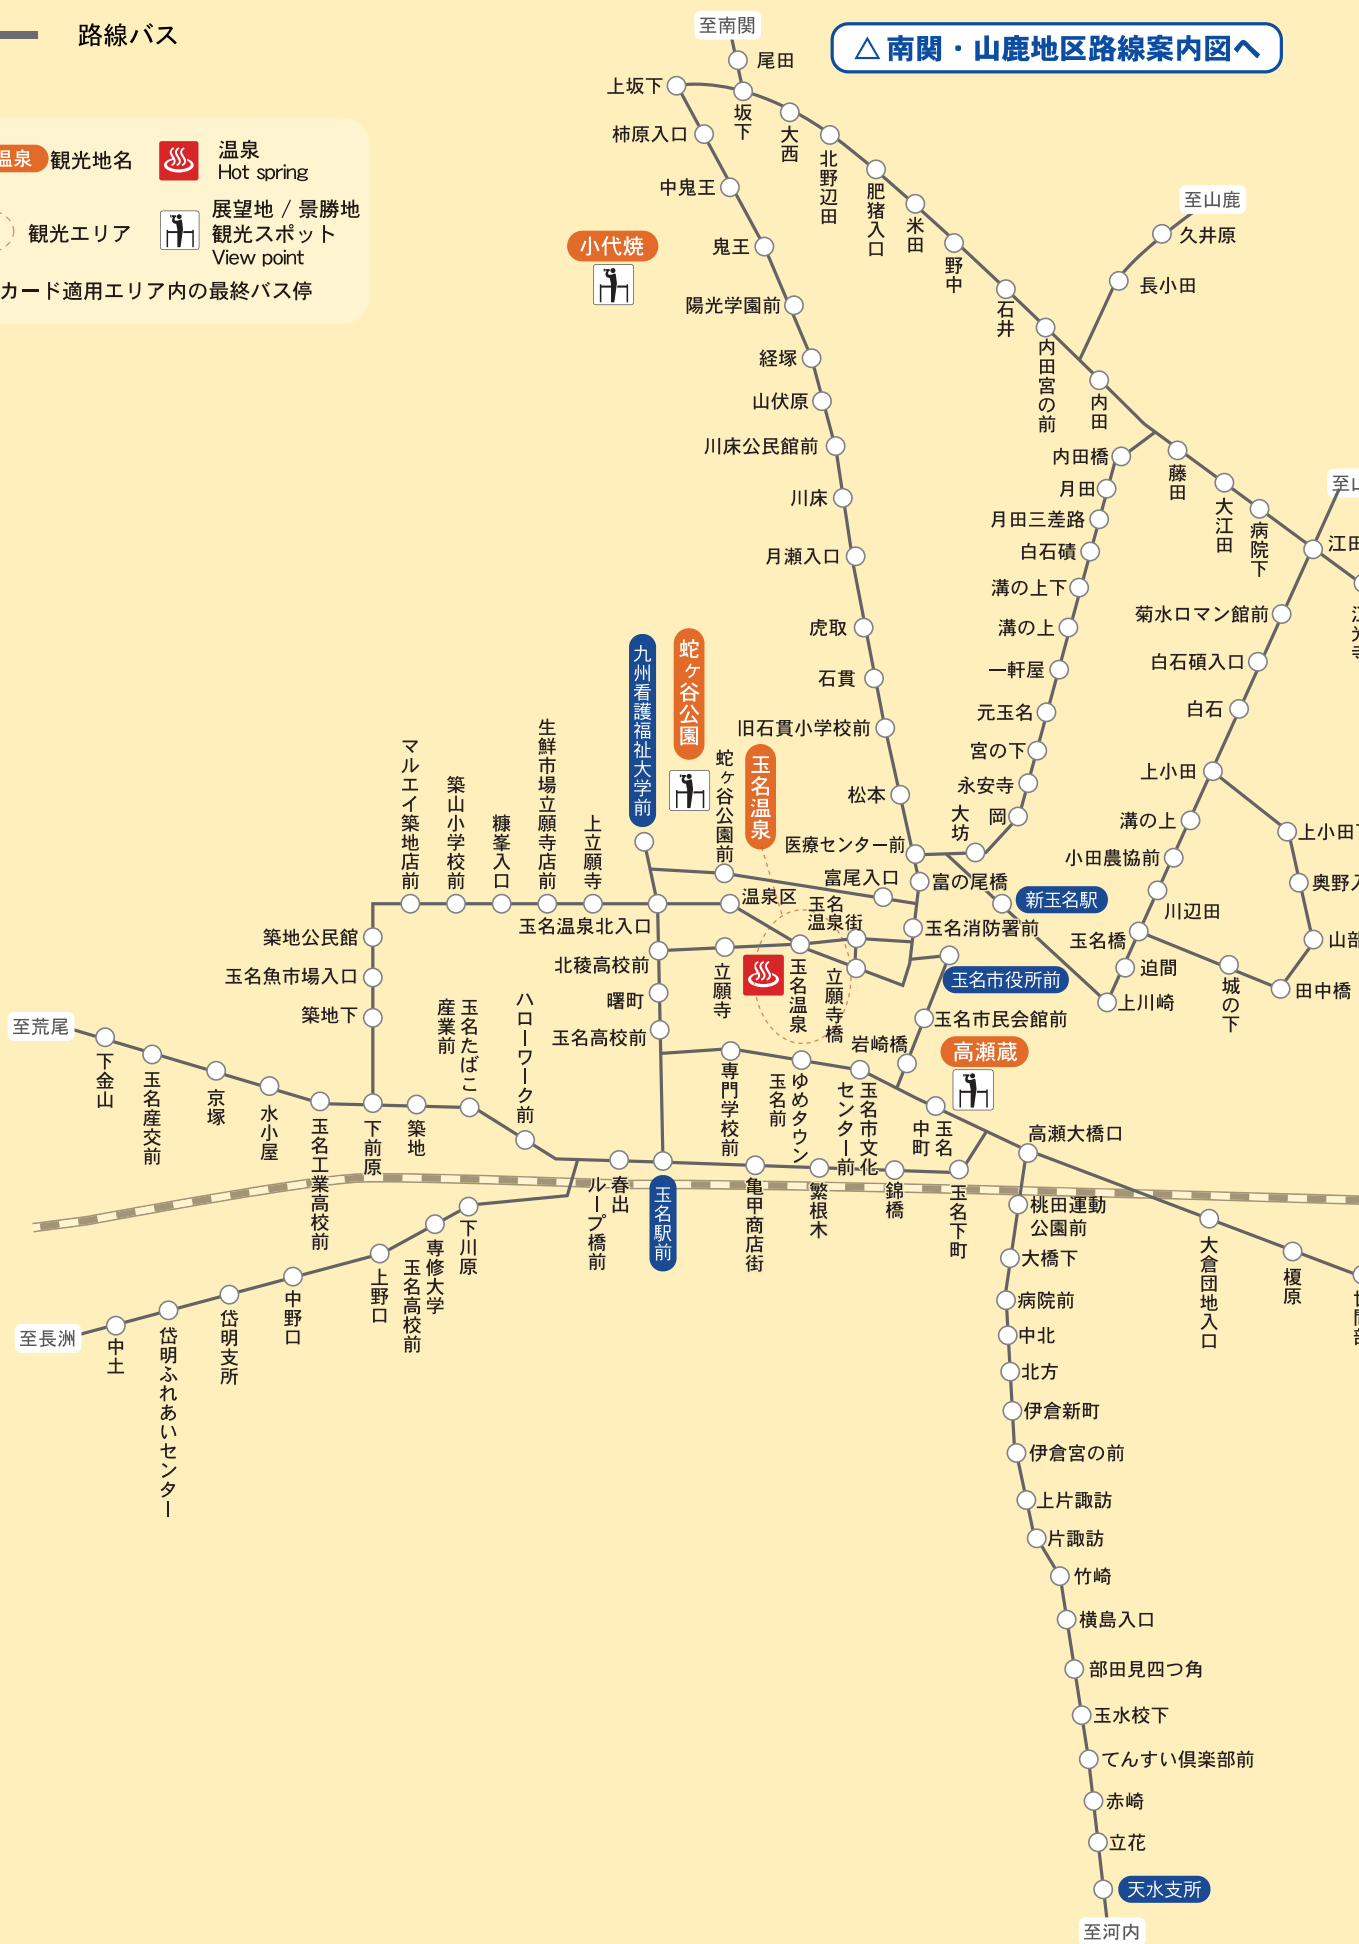 路線バス
至南関
△ 南関・山鹿地区路線案内図へ
尾田
上坂下
坂下
大西
北野辺田
肥猪入口
米田
野中
石井
内田宮の前
内田
藤田
大江田
病院下
至山鹿
久井原
長小田
温泉
観光地名
温泉
Hot spring
観光エリア
展望地 / 景勝地
観光スポット
View point
カード適用エリア内の最終バス停
柿原入口
中鬼王
小代焼
鬼王
陽光学園前
経塚
山伏原
川床公民館前
川床
月瀬入口
虎取
石貫
旧石貫小学校前
松本
医療センター前
内田橋
月田
月田三差路
白石磧
溝の上下
溝の上
一軒屋
元玉名
宮の下
永安寺
岡
大坊
菊水ロマン館前
白石碩入口
白石
上小田
溝の上
小田農協前
川辺田
玉名橋
迫間
上川崎
城の下
田中橋
九州看護福祉大学前
蛇ヶ谷公園
蛇ヶ谷公園前
玉名温泉
マルエイ築地店前
築山小学校前
糠峯入口
生鮮市場立願寺店前
上立願寺
富尾入口
富の尾橋
新玉名駅
温泉区
玉名
温泉街
玉名消防署前
玉名温泉北入口
築地公民館
玉名魚市場入口
築地下
北稜高校前
曙町
玉名高校前
立願寺
玉名温泉
立願寺橋
玉名市役所前
玉名市民会館前
岩崎橋
高瀬蔵
至荒尾
下金山
玉名産交前
京塚
水小屋
玉名工業高校前
下前原
築地
玉名たばこ
産業前
ハローワーク前
専門学校前
ゆめタウン
玉名前
玉名市文化
センター前
玉名
中町
高瀬大橋口
春出
ループ橋前
玉名駅前
亀甲商店街
繁根木
錦橋
玉名下町
下川原
専修大学
玉名高校前
上野口
中野口
岱明支所
岱明ふれあいセンター
中土
至長洲
桃田運動
公園前
大橋下
病院前
中北
北方
伊倉新町
伊倉宮の前
上片諏訪
片諏訪
竹崎
横島入口
部田見四つ角
玉水校下
てんすい倶楽部前
赤崎
立花
天水支所
至河内
大倉団地入口
榎原